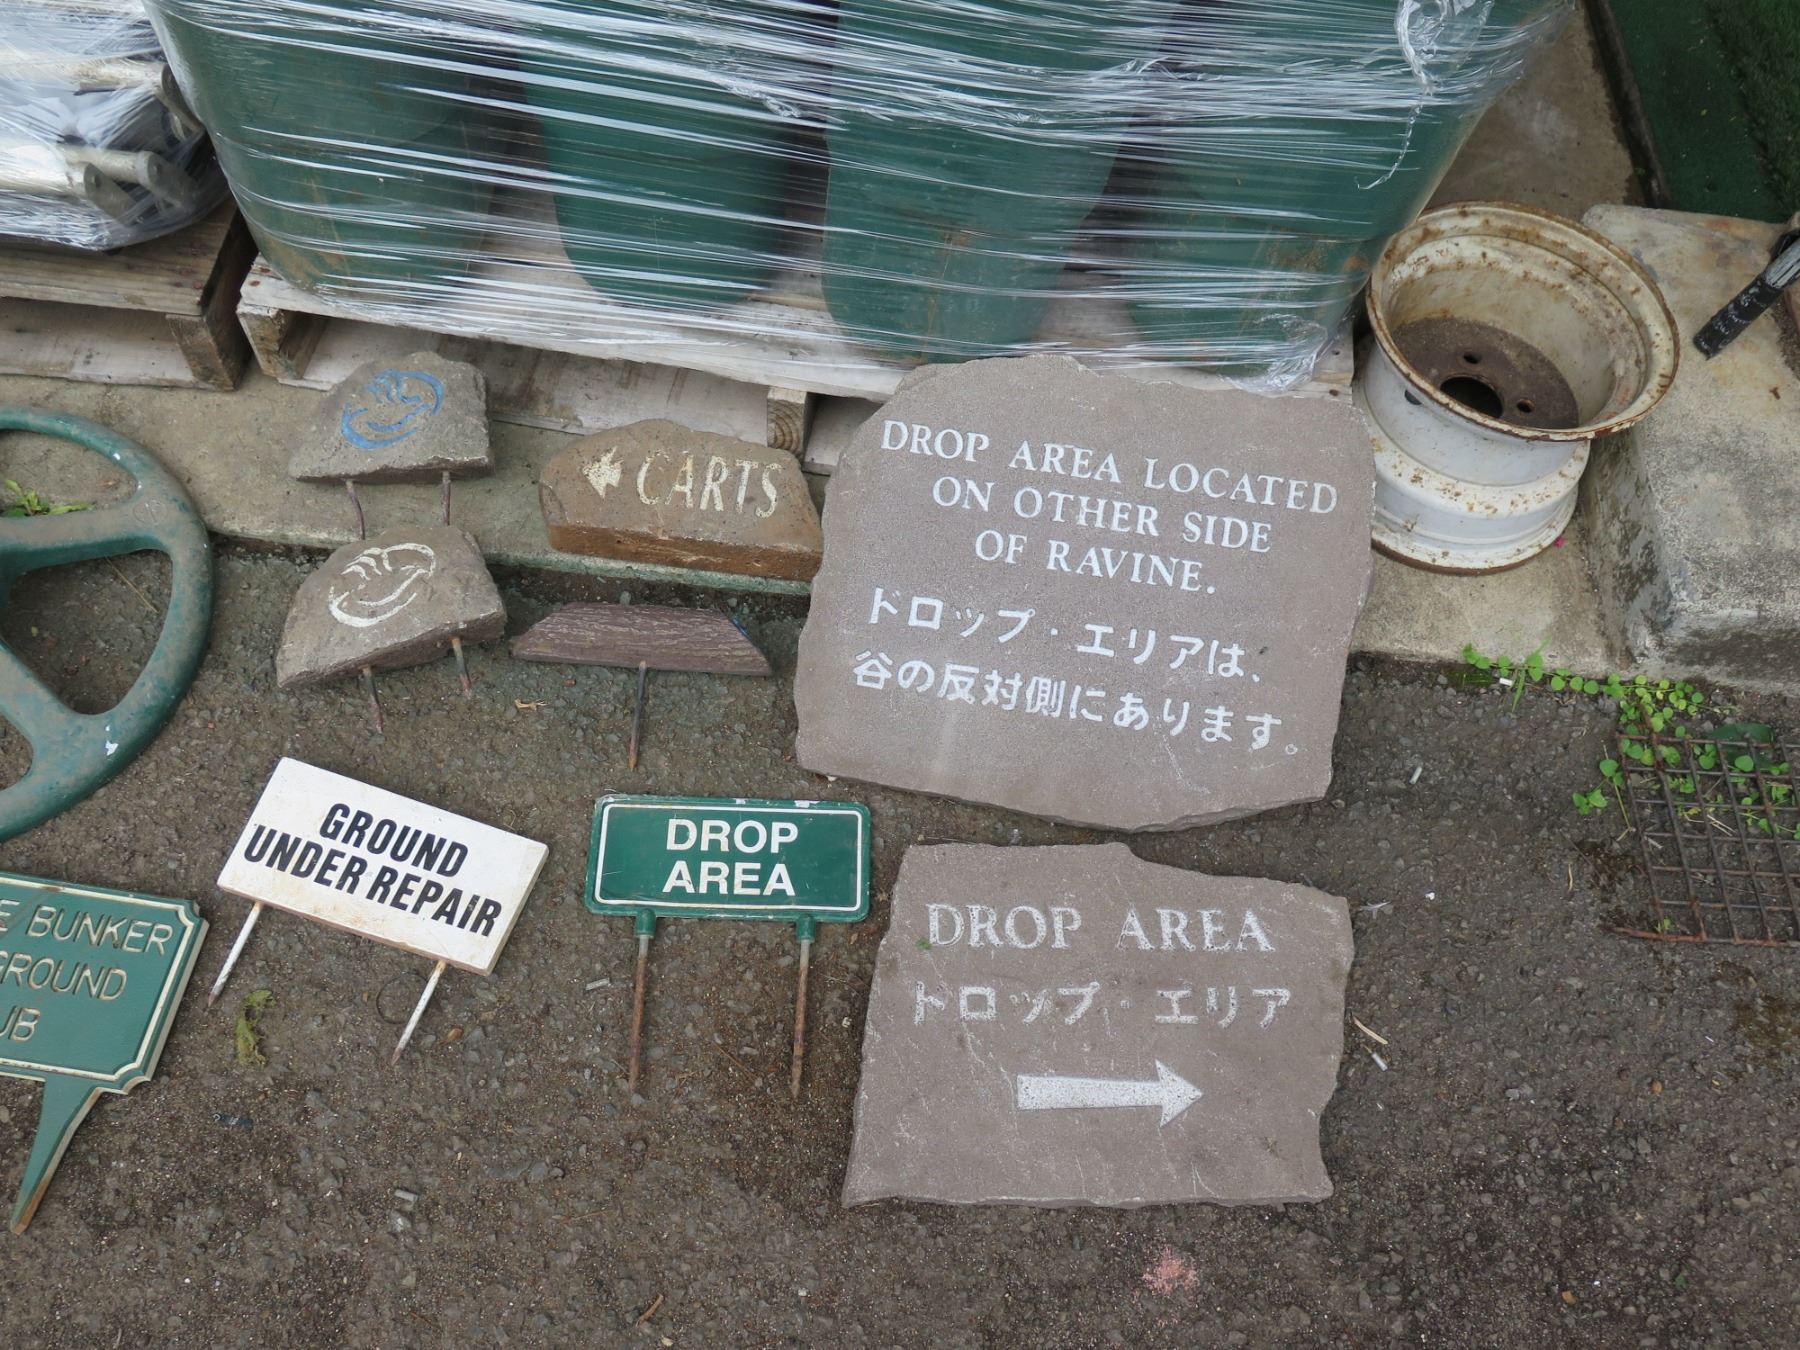 CARTS
DROP AREA LOCATED
ON OTHER SIDE
OF RAVINE.
ドロップ・エリアは、
谷の反対側にあります。
GROUND
UNDER REPAIR
DROP
AREA
BUNKER
GROUND
UB
DROP AREA
ドロップ・エリア